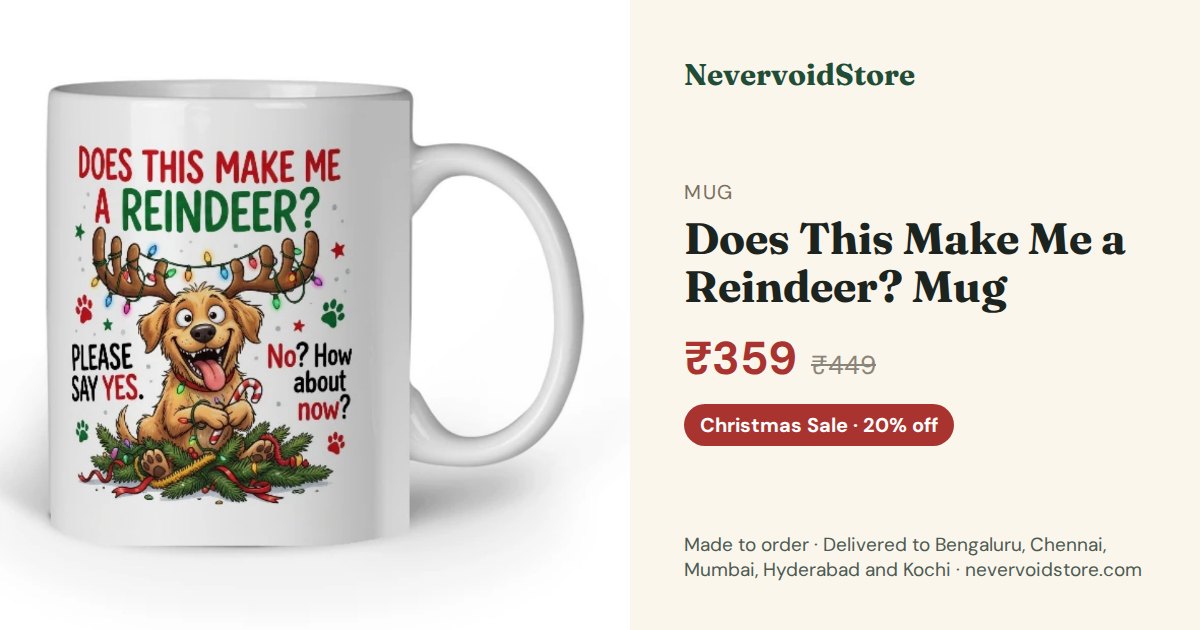 DOES THIS MAKE ME
A REINDEER?
PLEASE
SAY YES.
No? How
about
now?
NevervoidStore
MUG
Does This Make Me a
Reindeer? Mug
₹359 ₹449
Christmas Sale · 20% off
Made to order · Delivered to Bengaluru, Chennai,
Mumbai, Hyderabad and Kochi · nevervoidstore.com